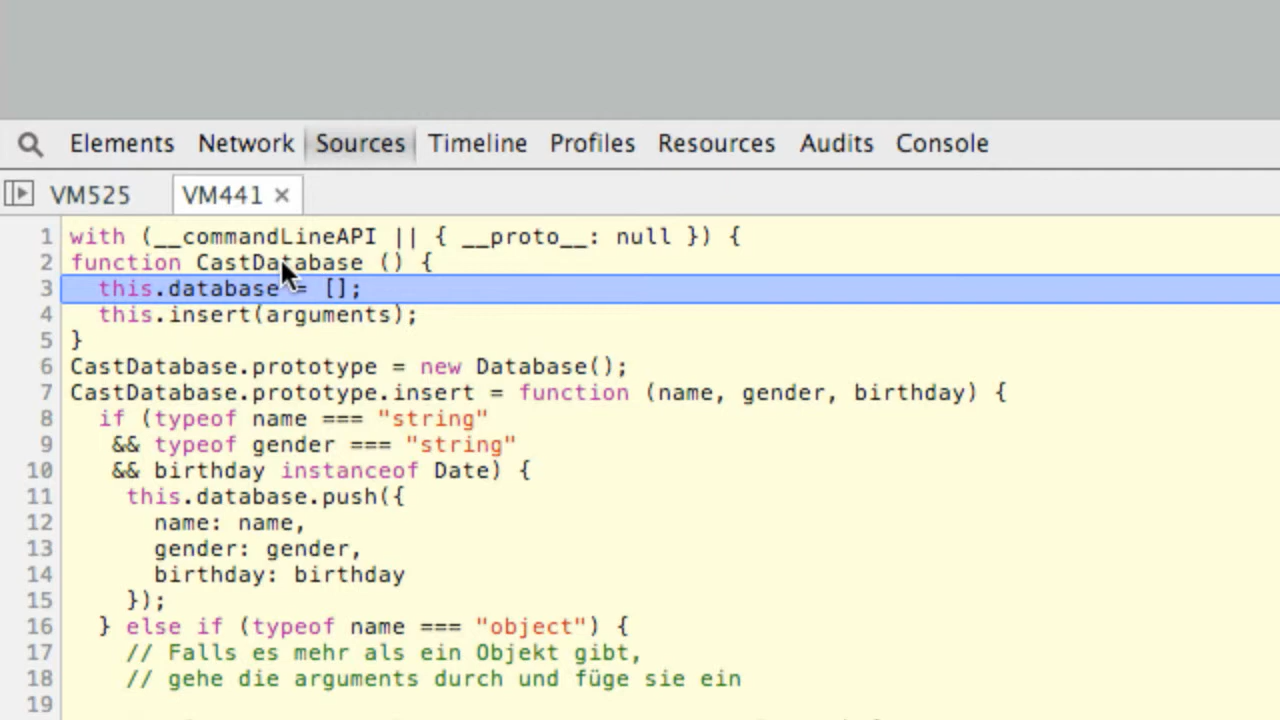 Elements Network Sources Timeline Profiles Resources Audits Console
VM525 VM441 ×
1 with (__commandLineAPI || { __proto__: null }) {
2 function CastDatabase () {
3   this.database = [];
4   this.insert(arguments);
5 }
6 CastDatabase.prototype = new Database();
7 CastDatabase.prototype.insert = function (name, gender, birthday) {
8   if (typeof name === "string"
9    && typeof gender === "string"
10    && birthday instanceof Date) {
11     this.database.push({
12       name: name,
13       gender: gender,
14       birthday: birthday
15     });
16   } else if (typeof name === "object") {
17     // Falls es mehr als ein Objekt gibt,
18     // gehe die arguments durch und füge sie ein
19